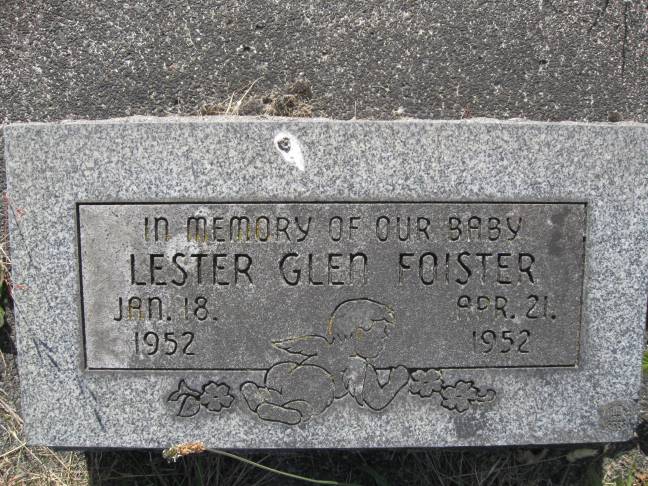 IN MEMORY OF OUR BABY
LESTER GLEN FOISTER
JAN. 18. APR. 21.
1952 1952